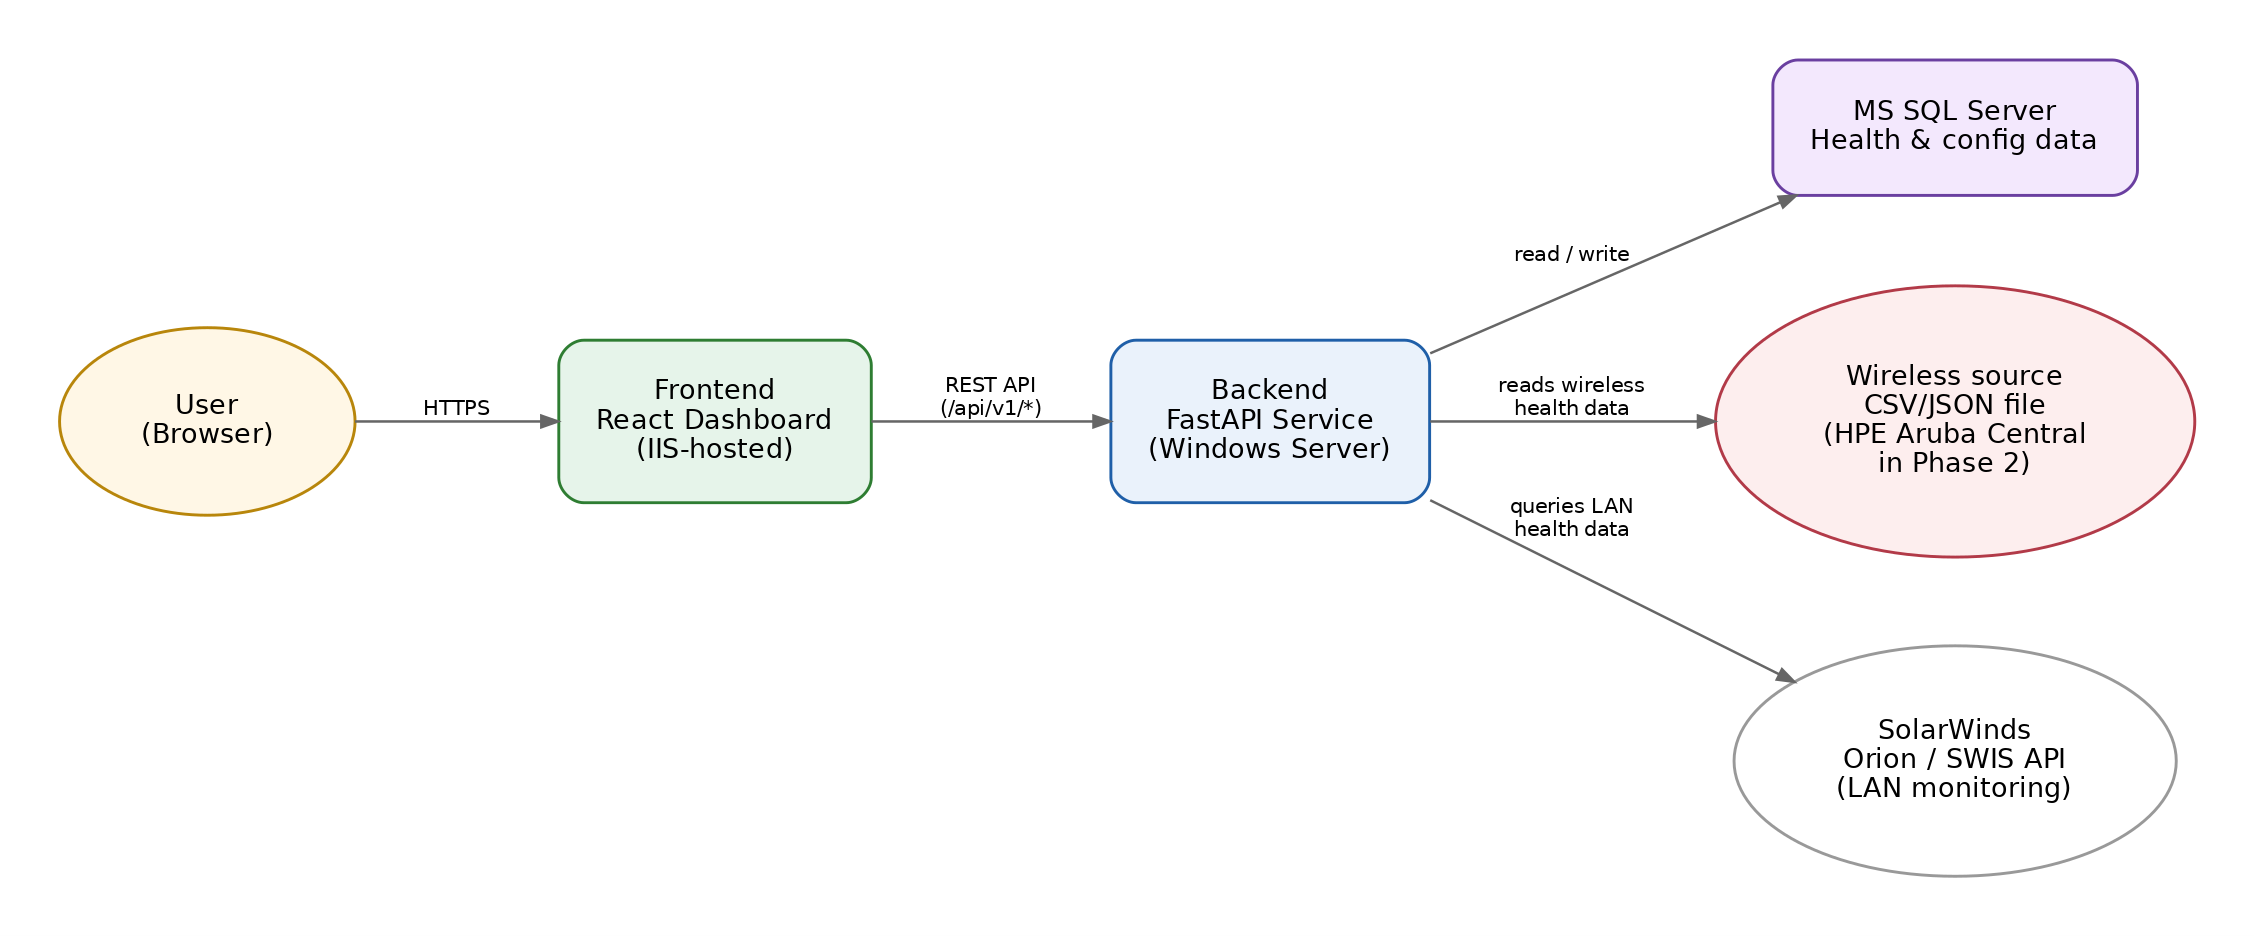 User
(Browser)
HTTPS
Frontend
React Dashboard
(IIS-hosted)
REST API
(/api/v1/*)
Backend
FastAPI Service
(Windows Server)
read / write
MS SQL Server
Health & config data
reads wireless
health data
Wireless source
CSV/JSON file
(HPE Aruba Central
in Phase 2)
queries LAN
health data
SolarWinds
Orion / SWIS API
(LAN monitoring)